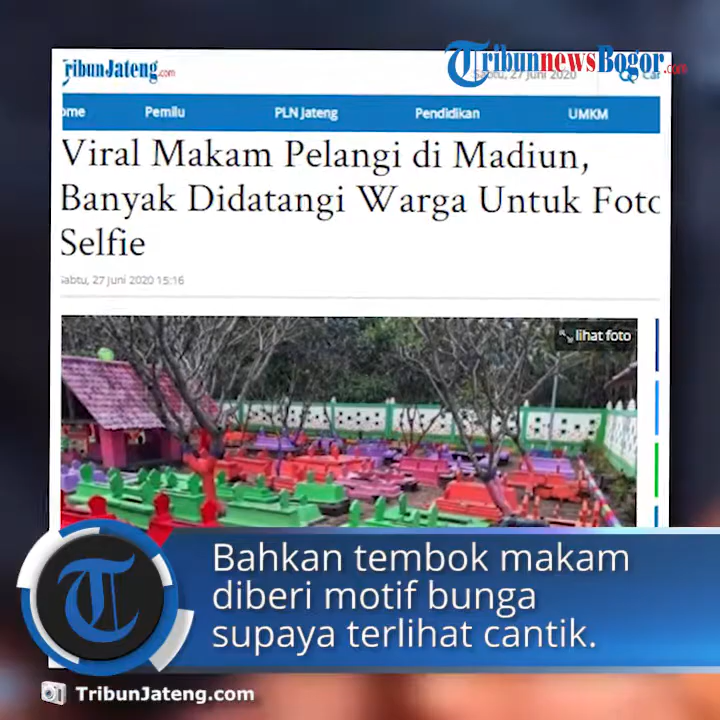 TribunJateng.com
TribunnewsBogor.com
Sabtu, 27 Juni 2020
Car
ome Pemilu PLN Jateng Pendidikan UMKM
Viral Makam Pelangi di Madiun,
Banyak Didatangi Warga Untuk Foto
Selfie
Sabtu, 27 Juni 2020 15:16
lihat foto
Bahkan tembok makam
diberi motif bunga
supaya terlihat cantik.
TribunJateng.com